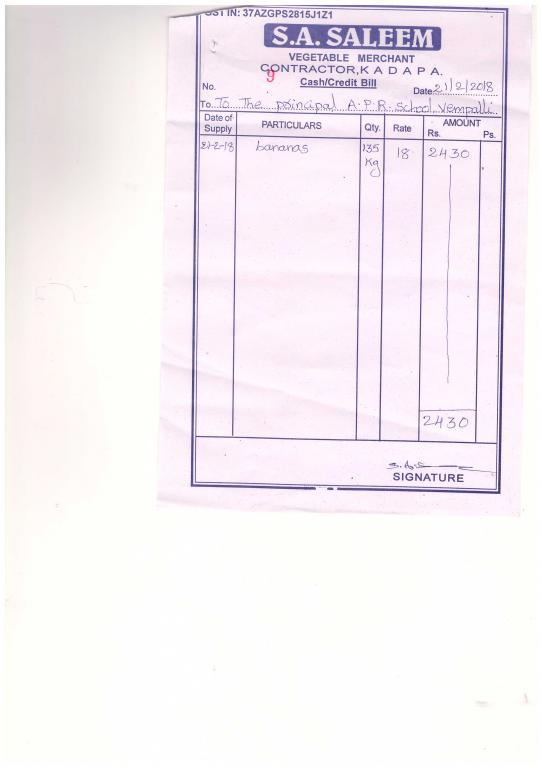 GST IN: 37AZGPS2815J1Z1
S.A. SALEEM
VEGETABLE MERCHANT
CONTRACTOR, K A D A P A.
9
Cash/Credit Bill
No. Date 21/2/2018
To. To The principal A.P.R. School, Vempalli.
Date of Supply PARTICULARS Qty. Rate AMOUNT Rs. Ps.
21-2-18 bananas 135 Kg 18 2430
2430
SIGNATURE